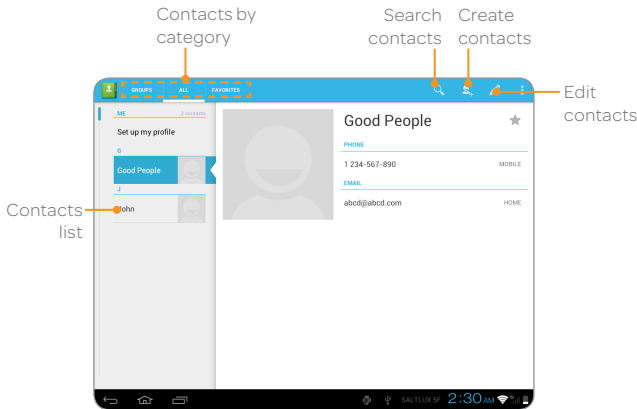 Contacts by
category
Search
contacts
Create
contacts
GROUPS ALL FAVORITES
Edit
contacts
ME 2 contacts
Set up my profile
G
Good People
J
John
Contacts
list
Good People
PHONE
1 234-567-890 MOBILE
EMAIL
abcd@abcd.com HOME
SALTLUX 5F 2:30 AM